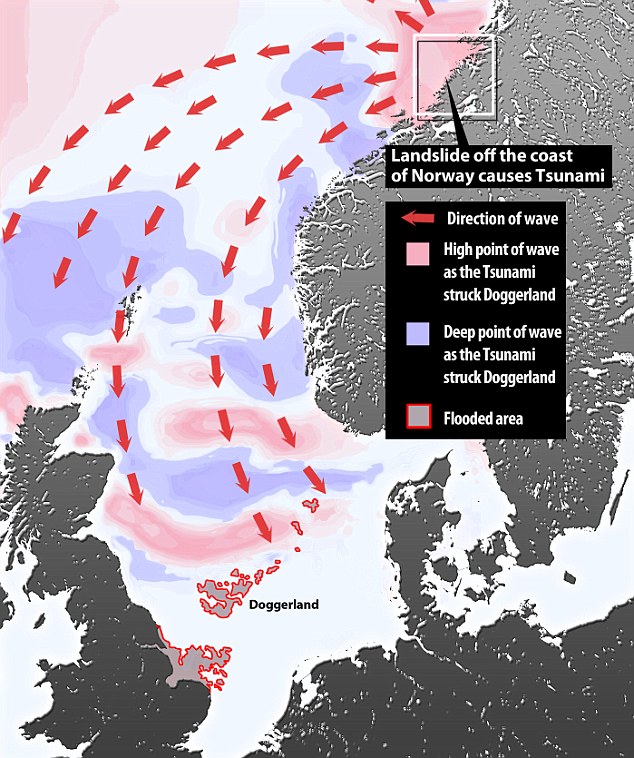 Landslide off the coast
of Norway causes Tsunami
Direction of wave
High point of wave
as the Tsunami
struck Doggerland
Deep point of wave
as the Tsunami
struck Doggerland
Flooded area
Doggerland